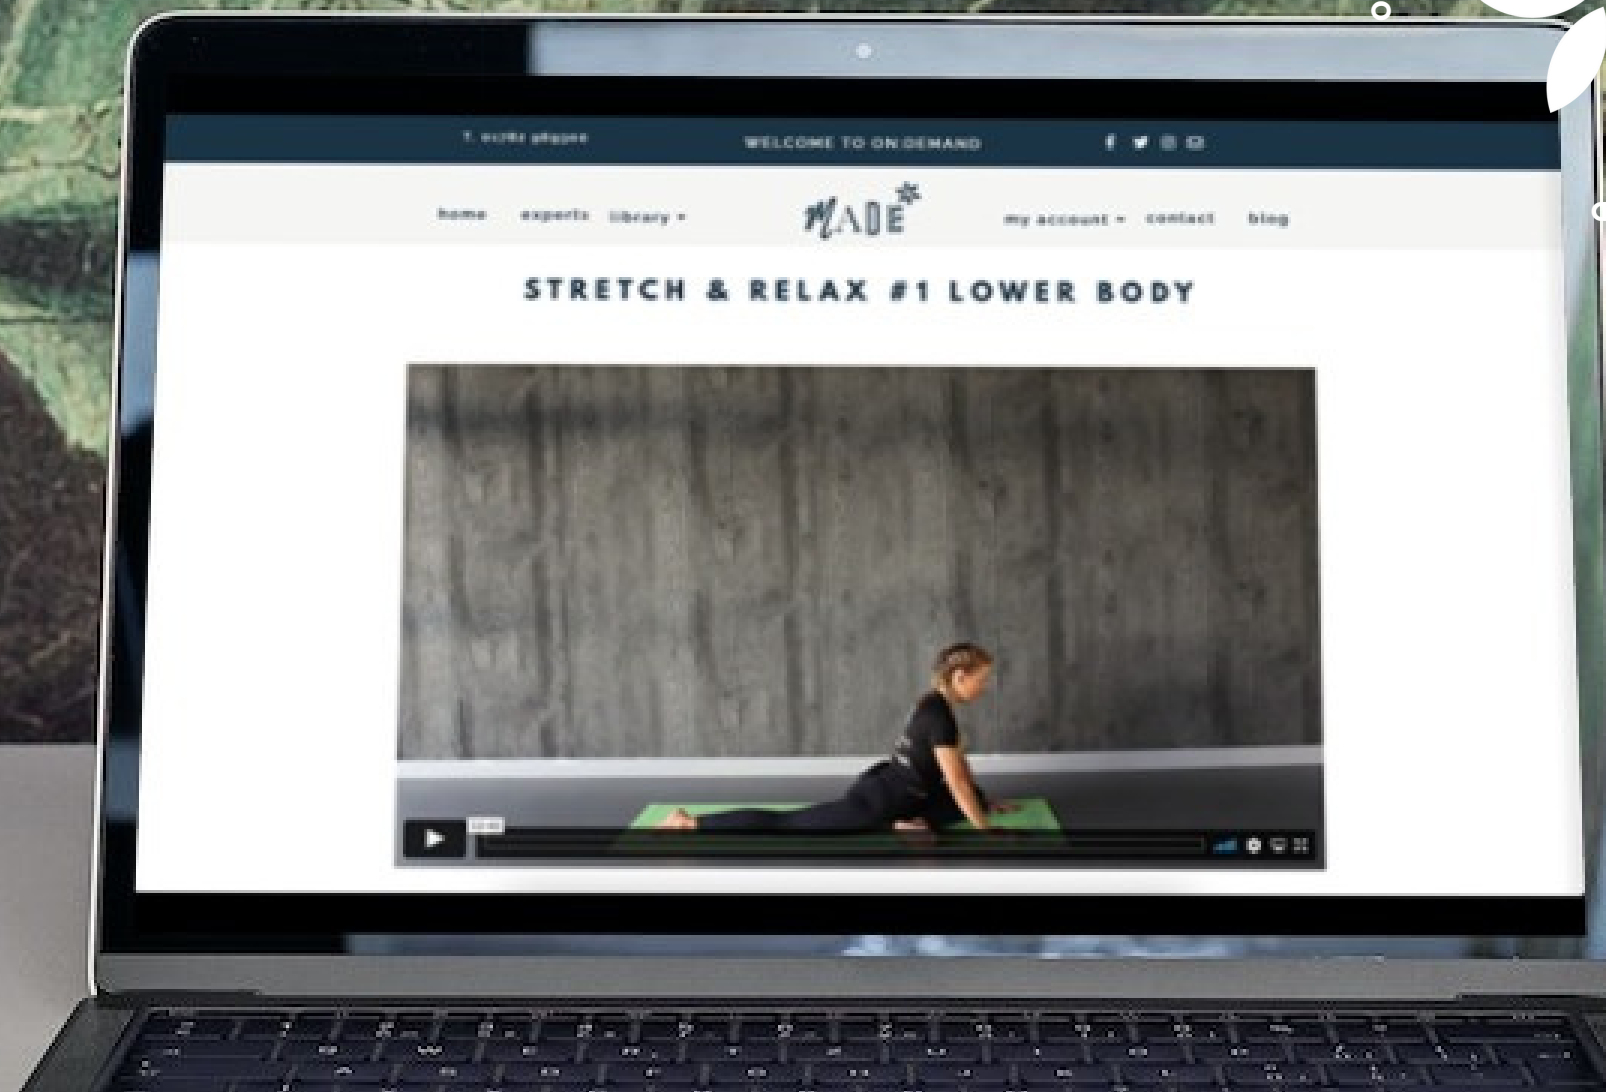 WELCOME TO ON:DEMAND
home experts library MADE my account contact blog
STRETCH & RELAX #1 LOWER BODY